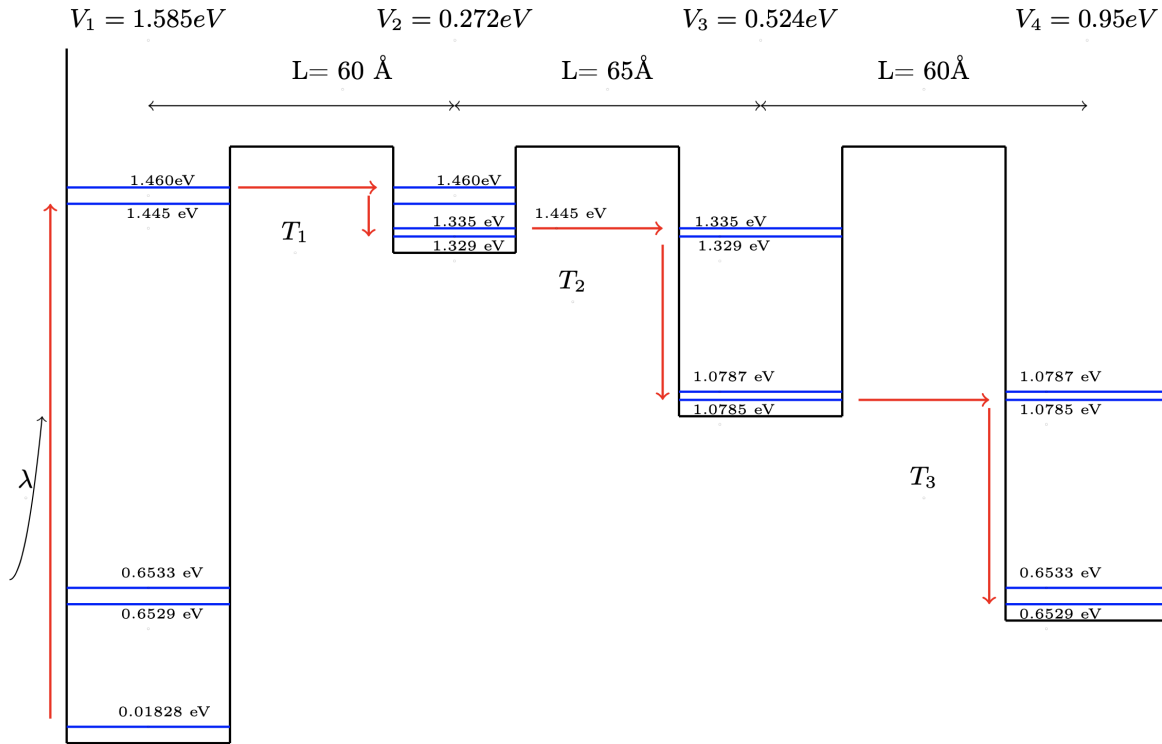 V₁ = 1.585eV V₂ = 0.272eV V₃ = 0.524eV V₄ = 0.95eV
L= 60 Å L= 65Å L= 60Å
1.460eV 1.460eV
1.445 eV 1.335 eV 1.445 eV 1.335 eV
T₁ 1.329 eV 1.329 eV
T₂
1.0787 eV 1.0787 eV
1.0785 eV 1.0785 eV
λ T₃
0.6533 eV 0.6533 eV
0.6529 eV 0.6529 eV
0.01828 eV